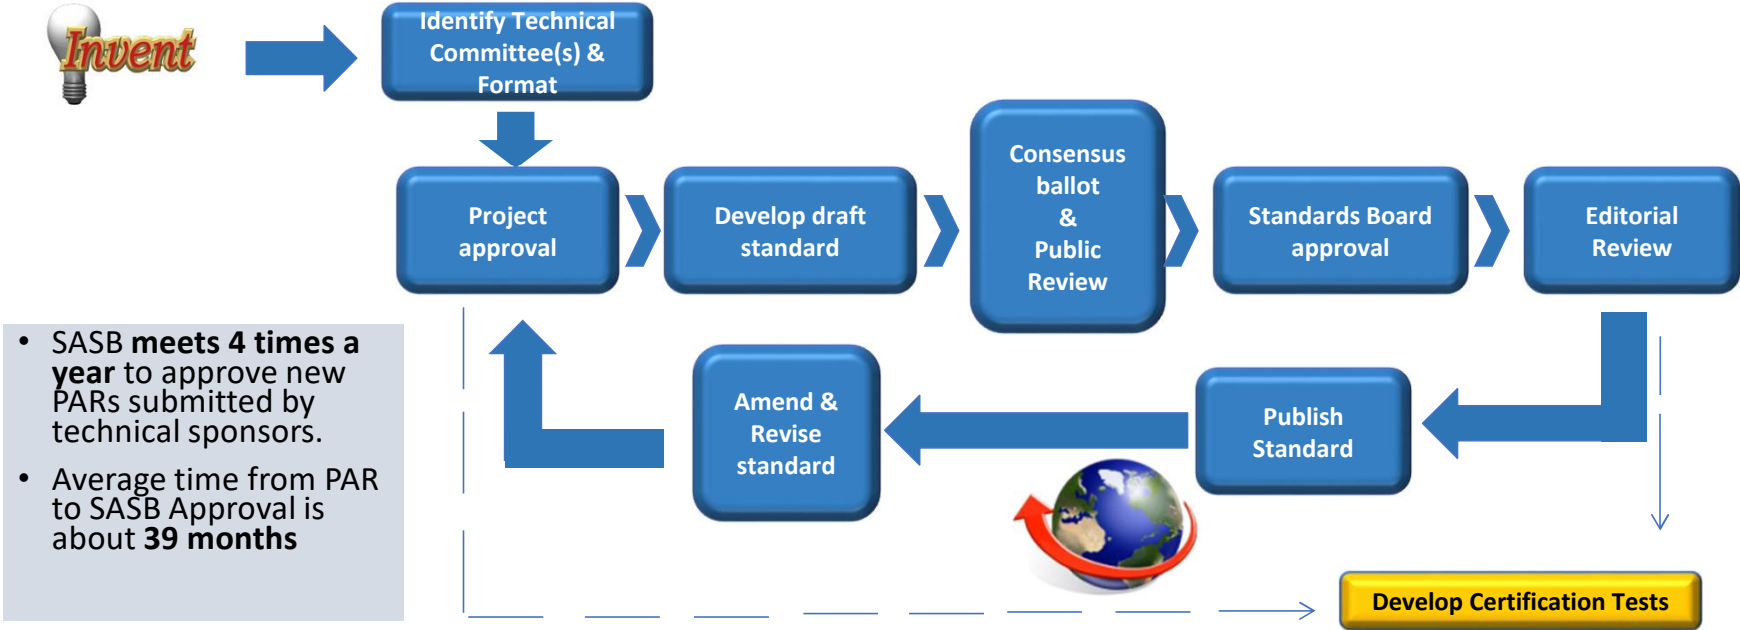 Invent
Identify Technical
Committee(s) &
Format
Project
approval
Develop draft
standard
Consensus
ballot
&
Public
Review
Standards Board
approval
Editorial
Review
• SASB meets 4 times a
year to approve new
PARs submitted by
technical sponsors.
• Average time from PAR
to SASB Approval is
about 39 months
Amend &
Revise
standard
Publish
Standard
Develop Certification Tests